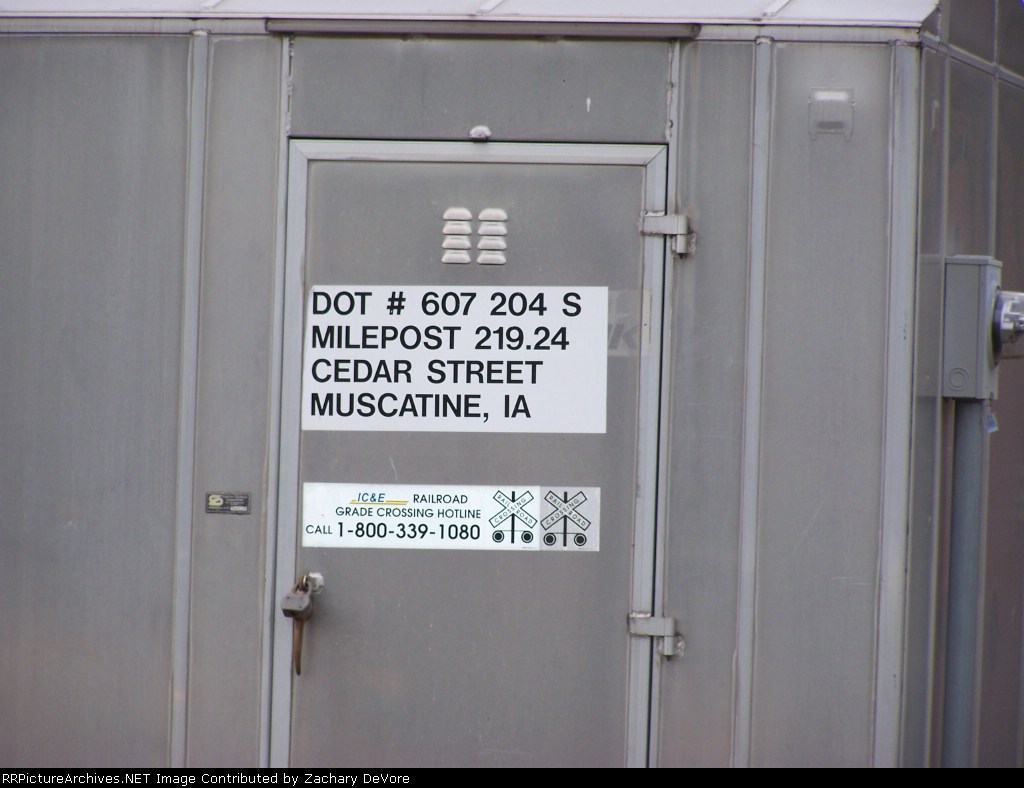 DOT # 607 204 S
MILEPOST 219.24
CEDAR STREET
MUSCATINE, IA
IC&E RAILROAD
GRADE CROSSING HOTLINE
CALL 1-800-339-1080
RAILROAD CROSSING
RAILROAD CROSSING
RRPictureArchives.NET Image Contributed by Zachary DeVore